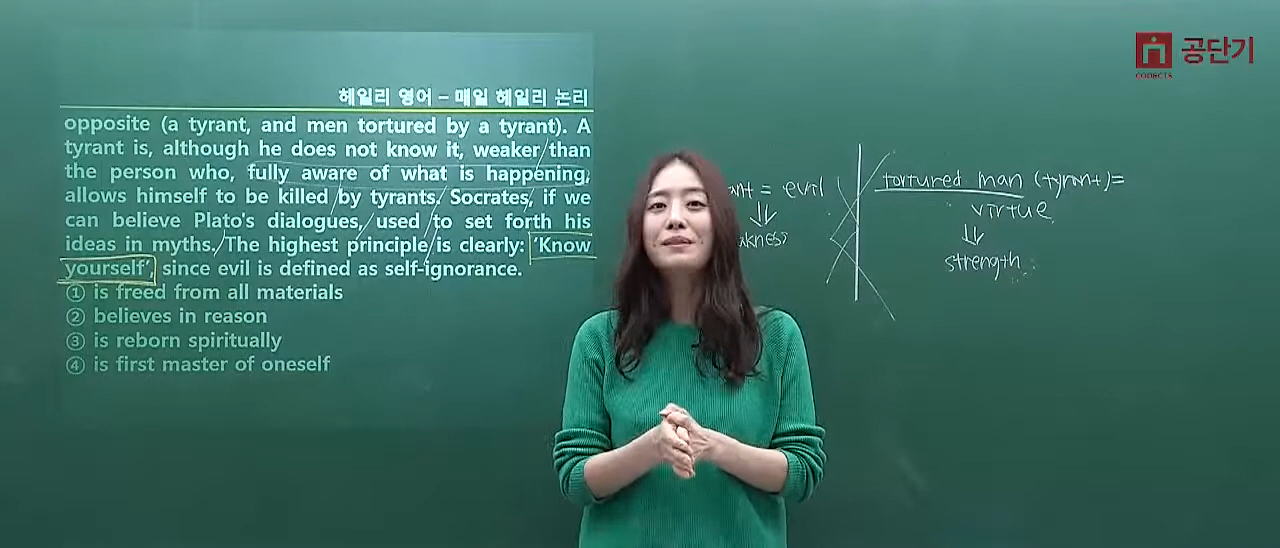 공단기
CONECTS
헤일리 영어 – 매일 헤일리 논리
opposite (a tyrant, and men tortured by a tyrant). A
tyrant is, although he does not know it, weaker than
the person who, fully aware of what is happening,
allows himself to be killed by tyrants. Socrates, if we
can believe Plato's dialogues, used to set forth his
ideas in myths. The highest principle is clearly: 'Know
yourself', since evil is defined as self-ignorance.
① is freed from all materials
② believes in reason
③ is reborn spiritually
④ is first master of oneself
= evil
tortured man (tyrant)=
virtue
strength